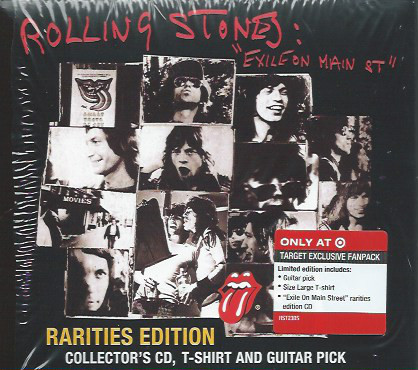 ROLLING STONES:
"EXILE ON MAIN ST"
MOVIES
ONLY AT
TARGET EXCLUSIVE FANPACK
Limited edition includes:
• Guitar pick
• Size Large T-shirt
• "Exile On Main Street" rarities
edition CD
RARITIES EDITION
COLLECTOR'S CD, T-SHIRT AND GUITAR PICK